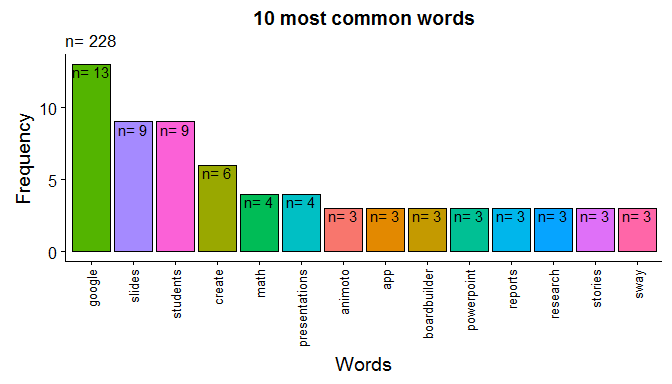 10 most common words
n= 228
Frequency
10
5
0
n= 13
n= 9
n= 9
n= 6
n= 4
n= 4
n= 3
n= 3
n= 3
n= 3
n= 3
n= 3
n= 3
n= 3
google
slides
students
create
math
presentations
animoto
app
boardbuilder
powerpoint
reports
research
stories
sway
Words